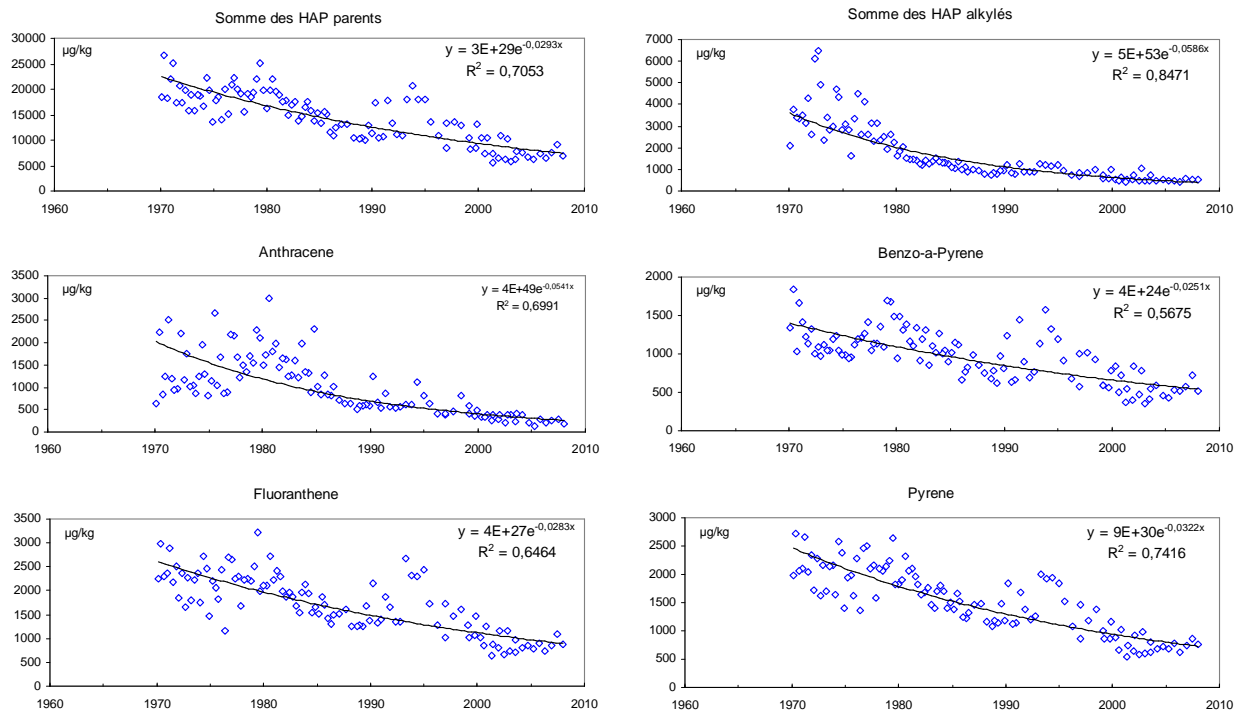 Somme des HAP parents
µg/kg
y = 3E+29e^-0,0293x
R² = 0,7053
30000
25000
20000
15000
10000
5000
0
1960 1970 1980 1990 2000 2010
Somme des HAP alkylés
µg/kg
y = 5E+53e^-0,0586x
R² = 0,8471
7000
6000
5000
4000
3000
2000
1000
0
1960 1970 1980 1990 2000 2010
Anthracene
µg/kg
y = 4E+49e^-0,0541x
R² = 0,6991
3500
3000
2500
2000
1500
1000
500
0
1960 1970 1980 1990 2000 2010
Benzo-a-Pyrene
µg/kg
y = 4E+24e^-0,0251x
R² = 0,5675
2000
1500
1000
500
0
1960 1970 1980 1990 2000 2010
Fluoranthene
µg/kg
y = 4E+27e^-0,0283x
R² = 0,6464
3500
3000
2500
2000
1500
1000
500
0
1960 1970 1980 1990 2000 2010
Pyrene
µg/kg
y = 9E+30e^-0,0322x
R² = 0,7416
3000
2500
2000
1500
1000
500
0
1960 1970 1980 1990 2000 2010